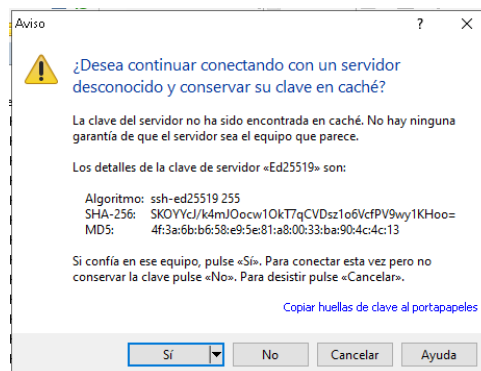 Aviso
?
¿Desea continuar conectando con un servidor
desconocido y conservar su clave en caché?
La clave del servidor no ha sido encontrada en caché. No hay ninguna
garantía de que el servidor sea el equipo que parece.
Los detalles de la clave de servidor «Ed25519» son:
Algoritmo: ssh-ed25519 255
SHA-256: SKOYYcJ/k4mJOocw1OkT7qCVDsz1o6VcfPV9wy1KHoo=
MD5: 4f:3a:6b:b6:58:e9:5e:81:a8:00:33:ba:90:4c:4c:13
Si confía en ese equipo, pulse «Sí». Para conectar esta vez pero no
conservar la clave pulse «No». Para desistir pulse «Cancelar».
Copiar huellas de clave al portapapeles
Sí No Cancelar Ayuda